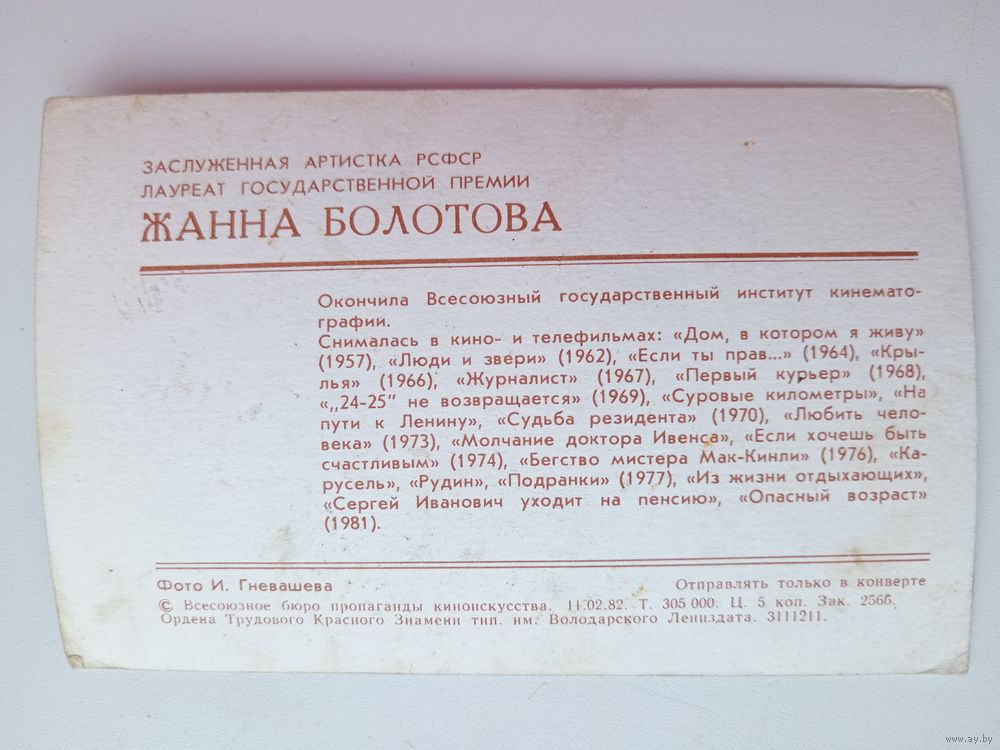 ЗАСЛУЖЕННАЯ АРТИСТКА РСФСР
ЛАУРЕАТ ГОСУДАРСТВЕННОЙ ПРЕМИИ
ЖАННА БОЛОТОВА
Окончила Всесоюзный государственный институт кинемато-
графии.
Снималась в кино- и телефильмах: «Дом, в котором я живу»
(1957), «Люди и звери» (1962), «Если ты прав...» (1964), «Кры-
лья» (1966), «Журналист» (1967), «Первый курьер» (1968),
«„24-25" не возвращается» (1969), «Суровые километры», «На
пути к Ленину», «Судьба резидента» (1970), «Любить чело-
века» (1973), «Молчание доктора Ивенса», «Если хочешь быть
счастливым» (1974), «Бегство мистера Мак-Кинли» (1976), «Ка-
русель», «Рудин», «Подранки» (1977), «Из жизни отдыхающих»,
«Сергей Иванович уходит на пенсию», «Опасный возраст»
(1981).
Фото И. Гневашева Отправлять только в конверте
© Всесоюзное бюро пропаганды киноискусства. 11.02.82. Т. 305 000. Ц. 5 коп. Зак. 2566.
Ордена Трудового Красного Знамени тип. им. Володарского Лениздата. 3111211.
www.ay.by